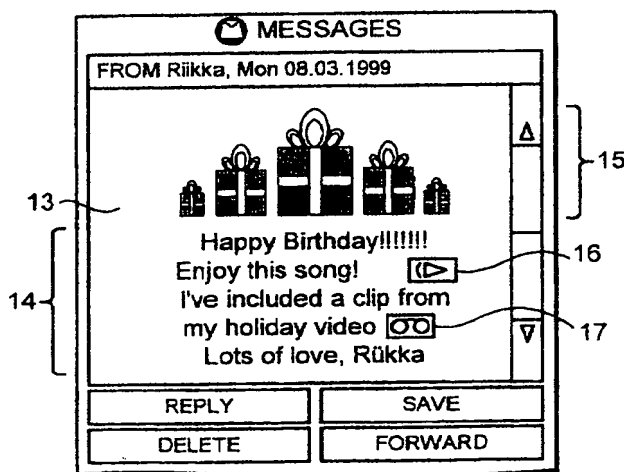 MESSAGES
FROM Riikka, Mon 08.03.1999
15
13
Happy Birthday!!!!!!!
Enjoy this song!
16
14
I've included a clip from
my holiday video
17
Lots of love, Rükka
REPLY
SAVE
DELETE
FORWARD